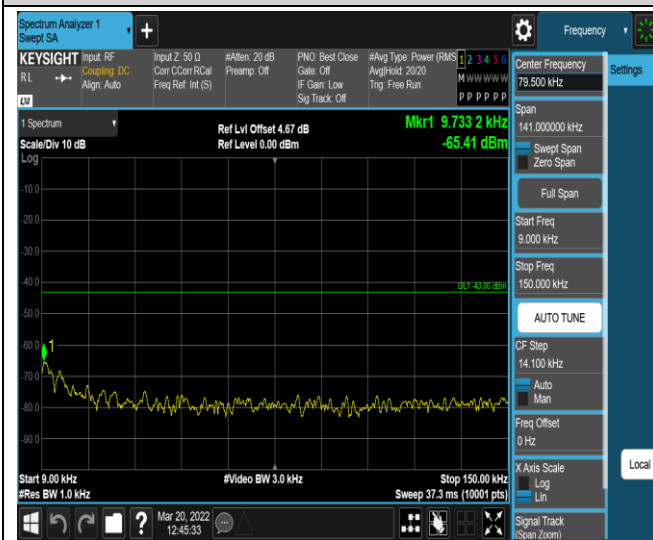 Spectrum Analyzer 1
Swept SA
Frequency
KEYSIGHT
R L
LXI
Input: RF
Coupling: DC
Align: Auto
Input Z: 50 Ω
Corr CCorr RCal
Freq Ref: Int (S)
#Atten: 20 dB
Preamp: Off
PNO: Best Close
Gate: Off
IF Gain: Low
Sig Track: Off
#Avg Type: Power (RMS
Avg|Hold: 20/20
Trig: Free Run
1 2 3 4 5 6
M W W W W W
P P P P P P
1 Spectrum
Scale/Div 10 dB
Log
Ref Lvl Offset 4.67 dB
Ref Level 0.00 dBm
Mkr1 9.733 2 kHz
-65.41 dBm
-10.0
-20.0
-30.0
-40.0
DL1 -43.00 dBm
-50.0
-60.0
1
-70.0
-80.0
-90.0
Start 9.00 kHz
#Res BW 1.0 kHz
#Video BW 3.0 kHz
Stop 150.00 kHz
Sweep 37.3 ms (10001 pts)
?
Mar 20, 2022
12:45:33
Center Frequency
79.500 kHz
Span
141.000000 kHz
Swept Span
Zero Span
Full Span
Start Freq
9.000 kHz
Stop Freq
150.000 kHz
AUTO TUNE
CF Step
14.100 kHz
Auto
Man
Freq Offset
0 Hz
X Axis Scale
Log
Lin
Signal Track
(Span Zoom)
Settings
Local